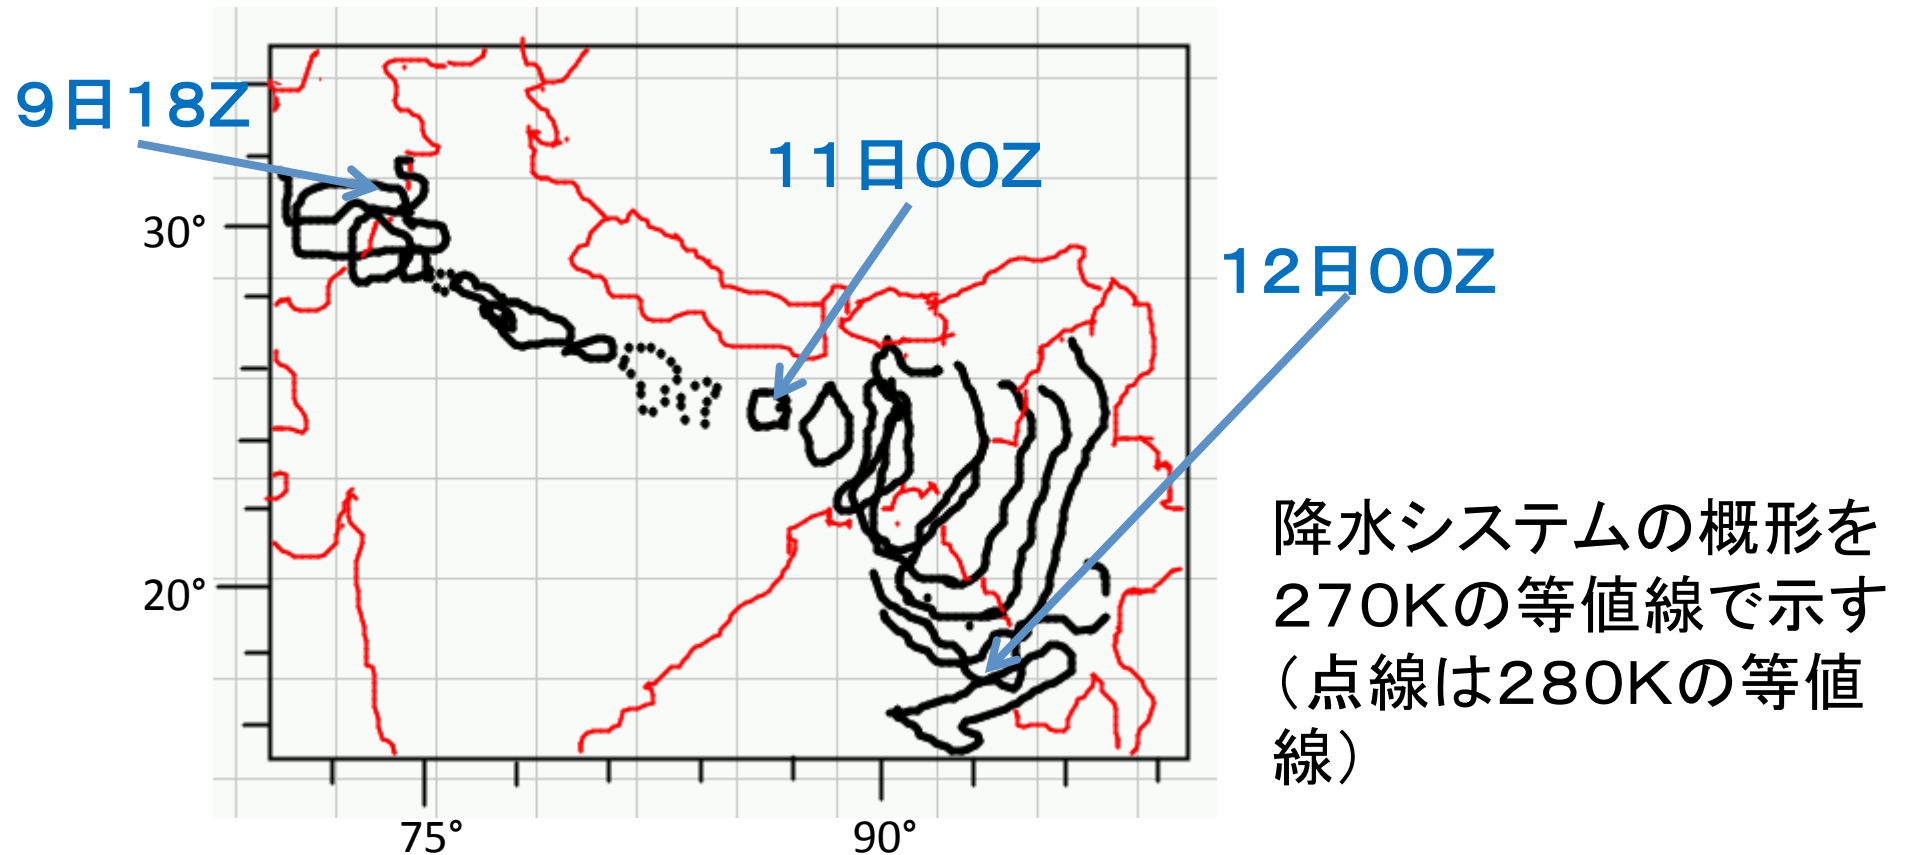 ９日１８Ｚ
１１日００Ｚ
30°
１２日００Ｚ
降水システムの概形を
２７０Ｋの等値線で示す
（点線は２８０Ｋの等値
線）
20°
75°
90°